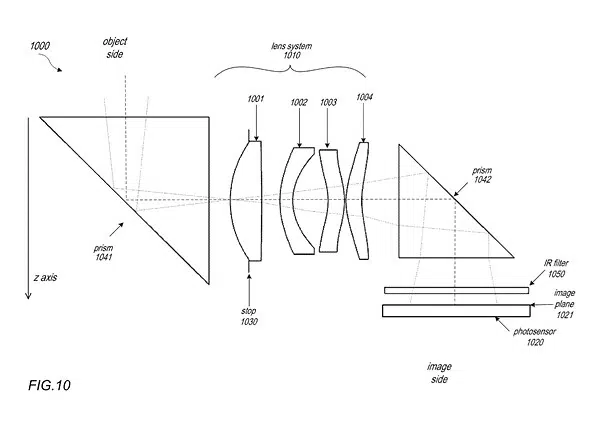 1000
object
side
lens system
1010
1001
1002
1003
1004
prism
1042
prism
1041
z axis
stop
1030
IR filter
1050
image
plane
1021
photosensor
1020
image
side
FIG.10